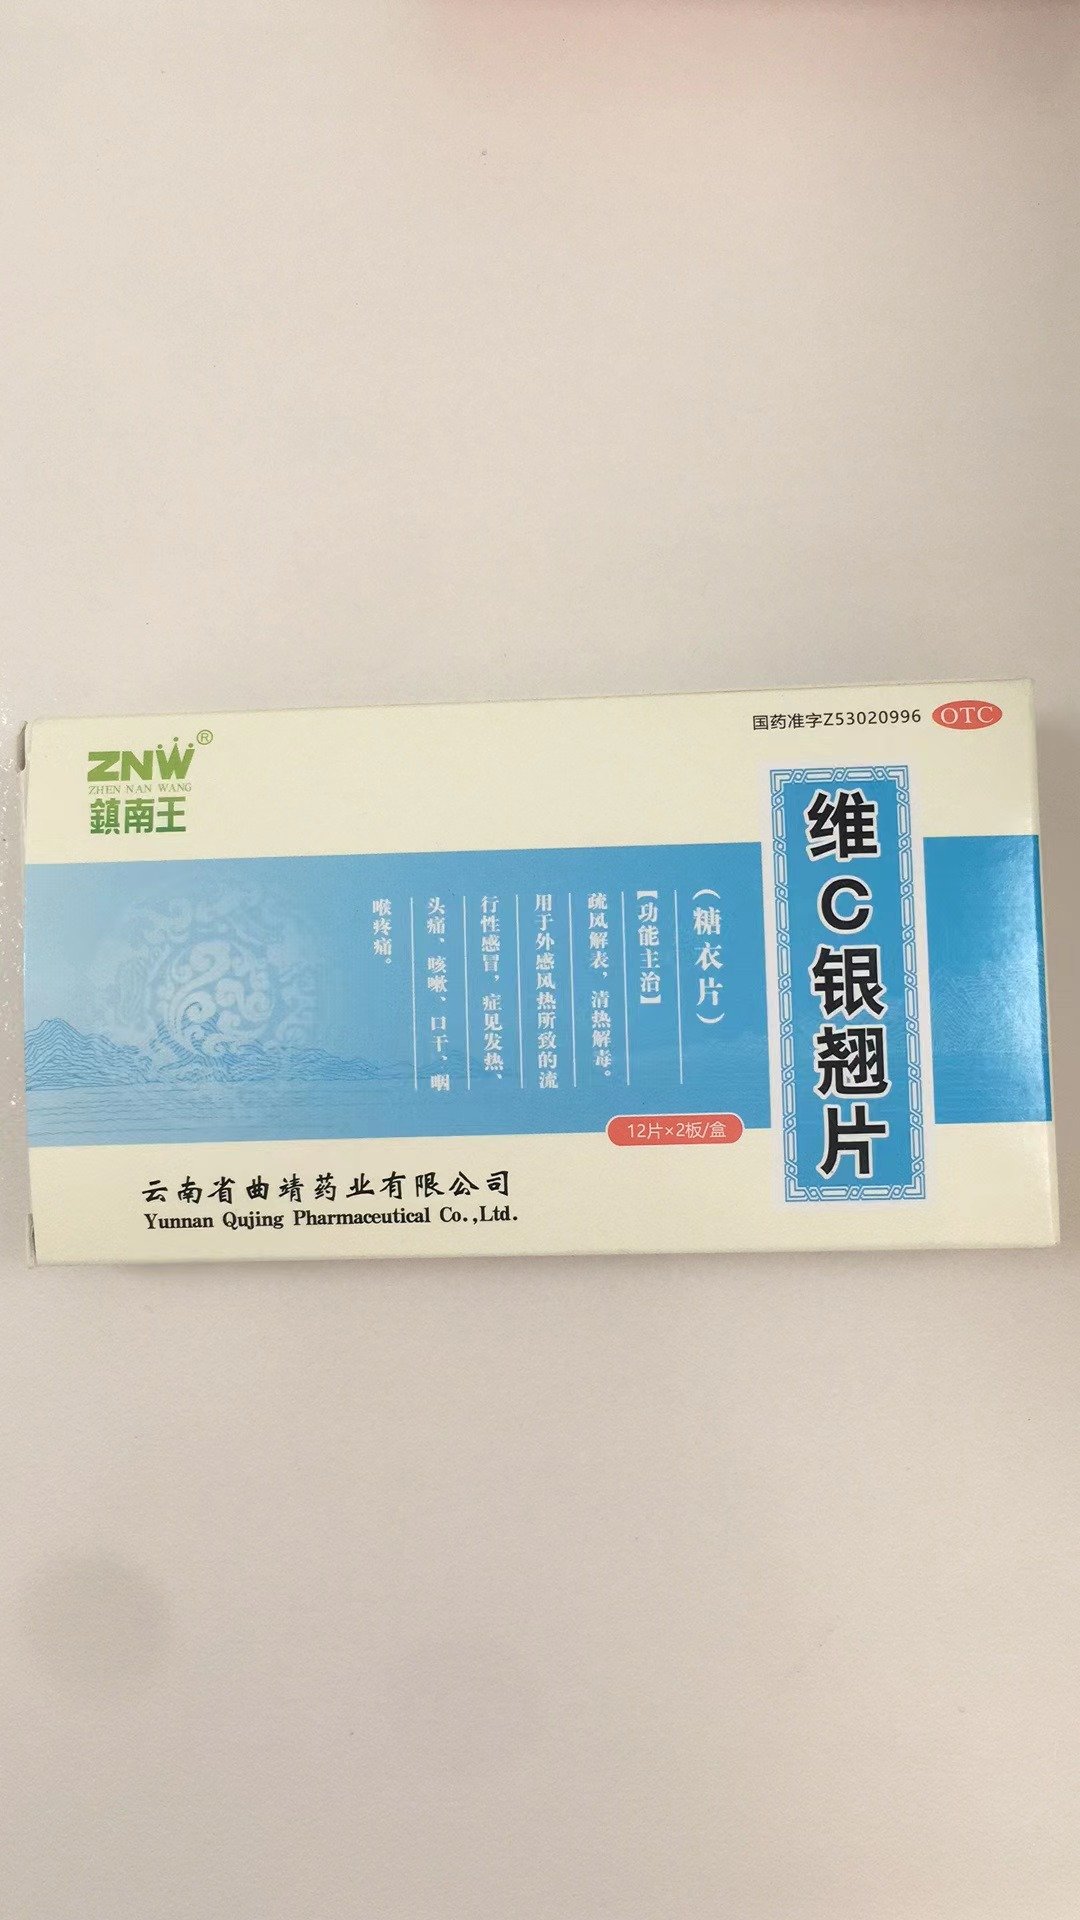 国药准字Z53020996 OTC
ZNW®
ZHEN NAN WANG
鎮南王
维C银翘片
(糖衣片)
【功能主治】
疏风解表，清热解毒。
用于外感风热所致的流
行性感冒，症见发热、
头痛、咳嗽、口干、咽
喉疼痛。
12片×2板/盒
云南省曲靖药业有限公司
Yunnan Qujing Pharmaceutical Co.,Ltd.